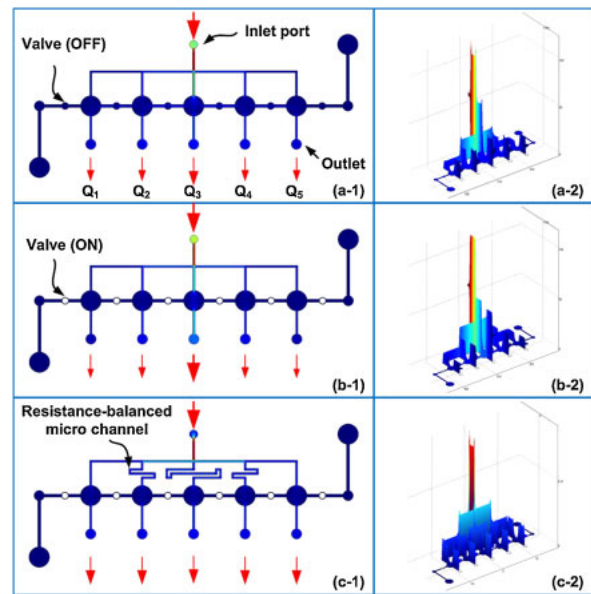 Inlet port
Valve (OFF)
Outlet
Q1 Q2 Q3 Q4 Q5
(a-1)
(a-2)
Valve (ON)
(b-1)
(b-2)
Resistance-balanced
micro channel
(c-1)
(c-2)